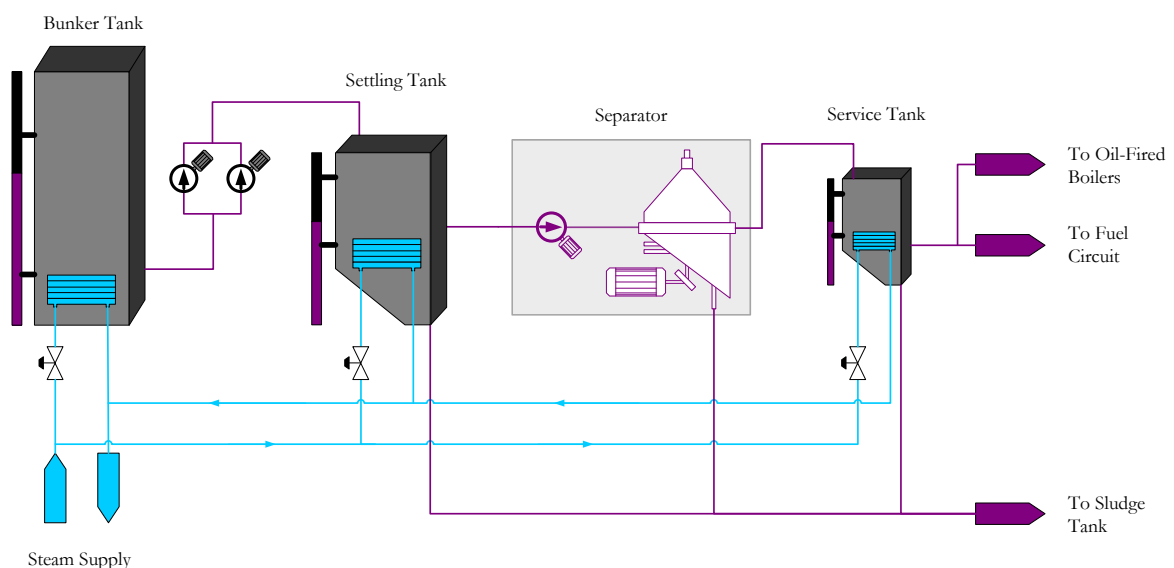 Bunker Tank
Settling Tank
Separator
Service Tank
To Oil-Fired
Boilers
To Fuel
Circuit
To Sludge
Tank
Steam Supply